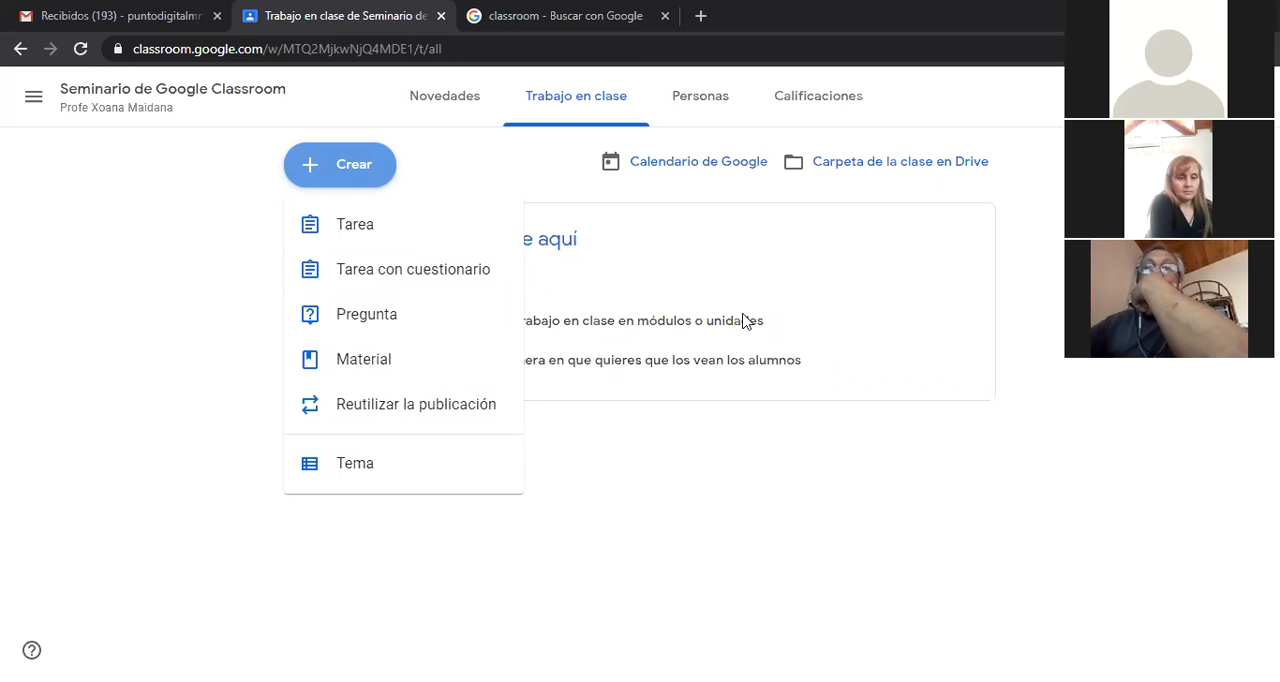 Recibidos (193) - puntodigitalmr
Trabajo en clase de Seminario de
classroom - Buscar con Google
classroom.google.com/w/MTQ2MjkwNjQ4MDE1/t/all
Seminario de Google Classroom
Profe Xoana Maidana
Novedades
Trabajo en clase
Personas
Calificaciones
Crear
Calendario de Google
Carpeta de la clase en Drive
Tarea
e aquí
Tarea con cuestionario
Pregunta
rabajo en clase en módulos o unidades
Material
era en que quieres que los vean los alumnos
Reutilizar la publicación
Tema